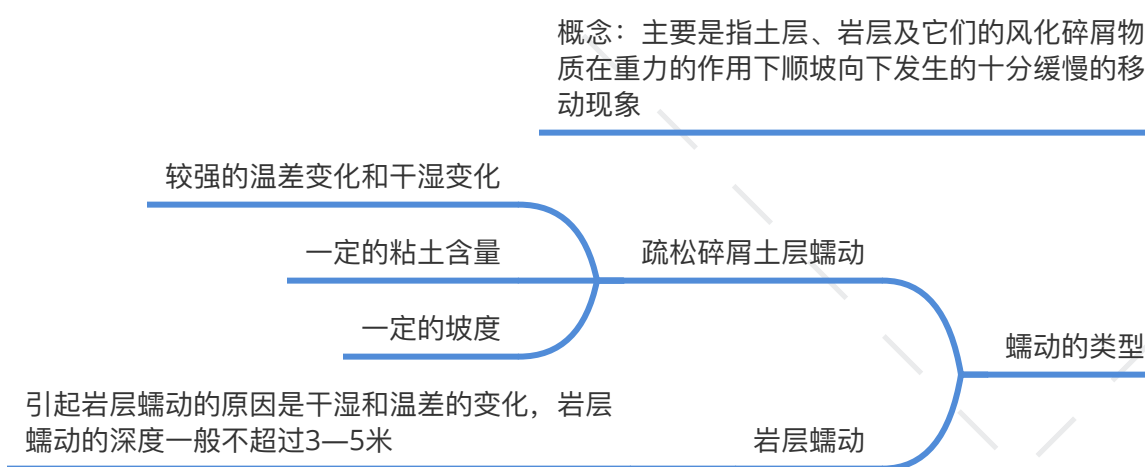 概念：主要是指土层、岩层及它们的风化碎屑物
质在重力的作用下顺坡向下发生的十分缓慢的移
动现象
较强的温差变化和干湿变化
一定的粘土含量
疏松碎屑土层蠕动
一定的坡度
蠕动的类型
引起岩层蠕动的原因是干湿和温差的变化，岩层
蠕动的深度一般不超过3—5米
岩层蠕动